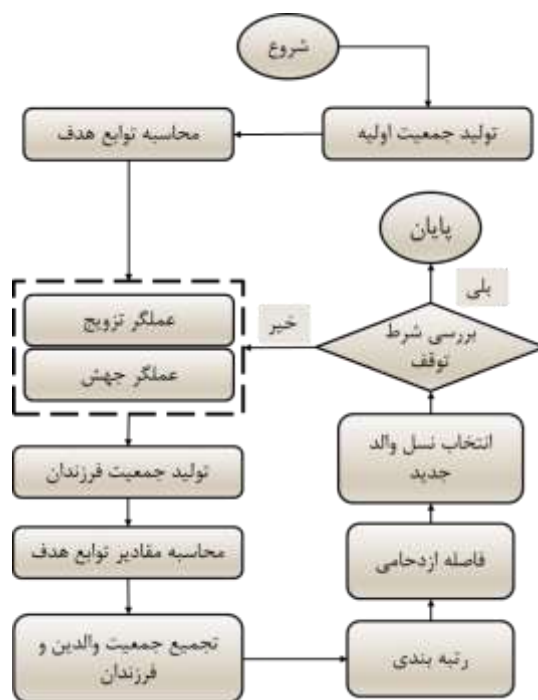 شروع
تولید جمعیت اولیه
محاسبه توابع هدف
عملگر تزویج
عملگر جهش
تولید جمعیت فرزندان
محاسبه مقادیر توابع هدف
تجمیع جمعیت والدین و
فرزندان
رتبه بندی
فاصله ازدحامی
انتخاب نسل والد
جدید
بررسی شرط
توقف
خیر
بلی
پایان